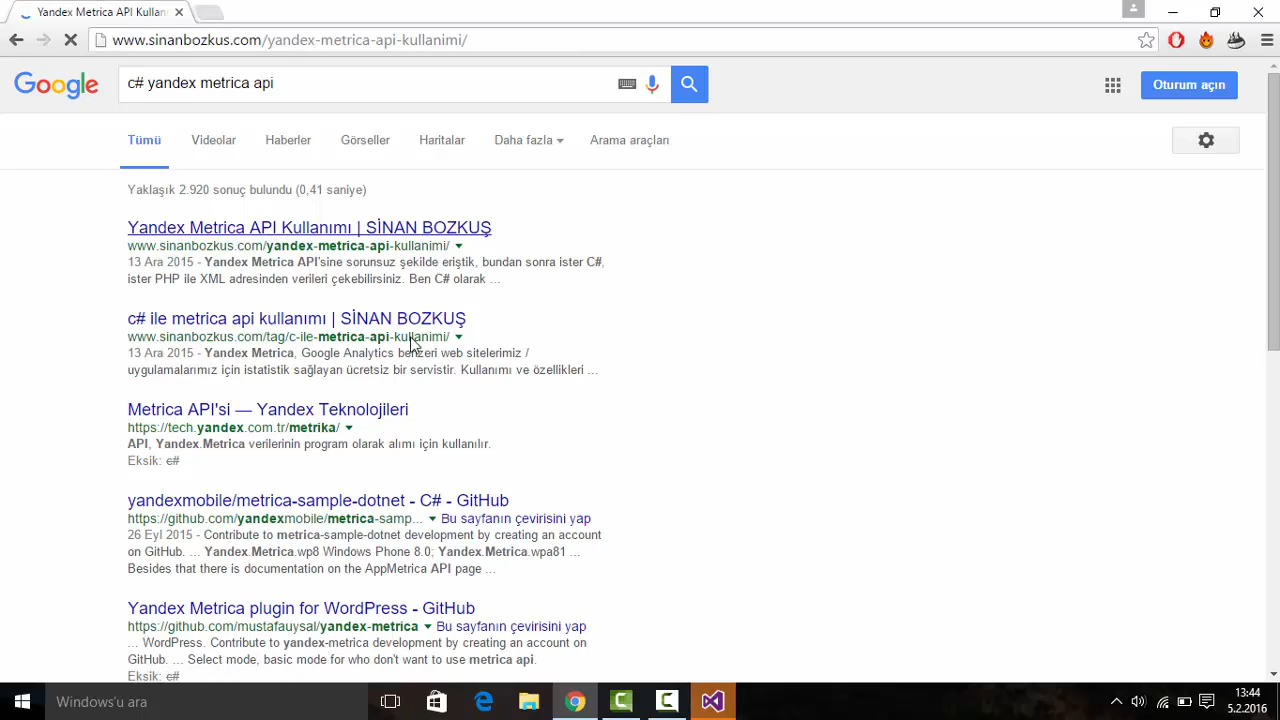 Yandex Metrica API Kullan
www.sinanbozkus.com/yandex-metrica-api-kullanimi/
Google
c# yandex metrica api
Oturum açın
Tümü Videolar Haberler Görseller Haritalar Daha fazla Arama araçları
Yaklaşık 2.920 sonuç bulundu (0,41 saniye)
Yandex Metrica API Kullanımı | SİNAN BOZKUŞ
www.sinanbozkus.com/yandex-metrica-api-kullanimi/
13 Ara 2015 - Yandex Metrica API'sine sorunsuz şekilde eriştik, bundan sonra ister C#,
ister PHP ile XML adresinden verileri çekebilirsiniz. Ben C# olarak ...
c# ile metrica api kullanımı | SİNAN BOZKUŞ
www.sinanbozkus.com/tag/c-ile-metrica-api-kullanimi/
13 Ara 2015 - Yandex Metrica, Google Analytics benzeri web sitelerimiz /
uygulamalarımız için istatistik sağlayan ücretsiz bir servistir. Kullanımı ve özellikleri ...
Metrica API'si — Yandex Teknolojileri
https://tech.yandex.com.tr/metrika/
API, Yandex.Metrica verilerinin program olarak alımı için kullanılır.
Eksik: c#
yandexmobile/metrica-sample-dotnet - C# - GitHub
https://github.com/yandexmobile/metrica-samp... Bu sayfanın çevirisini yap
26 Eyl 2015 - Contribute to metrica-sample-dotnet development by creating an account
on GitHub. ... Yandex.Metrica.wp8 Windows Phone 8.0; Yandex.Metrica.wpa81 ...
Besides that there is documentation on the AppMetrica API page ...
Yandex Metrica plugin for WordPress - GitHub
https://github.com/mustafauysal/yandex-metrica Bu sayfanın çevirisini yap
... WordPress. Contribute to yandex-metrica development by creating an account on
GitHub. ... Select mode, basic mode for who don't want to use metrica api.
Eksik: c#
Windows'u ara
13:44
5.2.2016